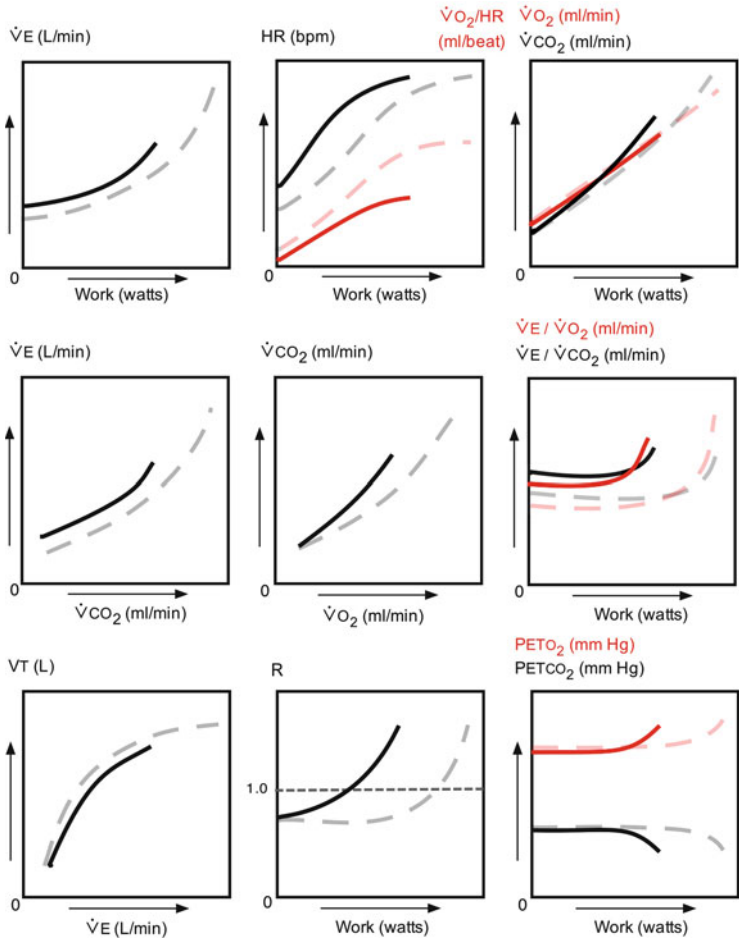 V̇E (L/min)
HR (bpm)
V̇O₂/HR
(ml/beat)
V̇O₂ (ml/min)
V̇CO₂ (ml/min)
0
Work (watts)
0
Work (watts)
0
Work (watts)
V̇E (L/min)
V̇CO₂ (ml/min)
V̇E / V̇O₂ (ml/min)
V̇E / V̇CO₂ (ml/min)
0
V̇CO₂ (ml/min)
0
V̇O₂ (ml/min)
0
Work (watts)
VT (L)
R
PETO₂ (mm Hg)
PETCO₂ (mm Hg)
1.0
0
V̇E (L/min)
0
Work (watts)
0
Work (watts)